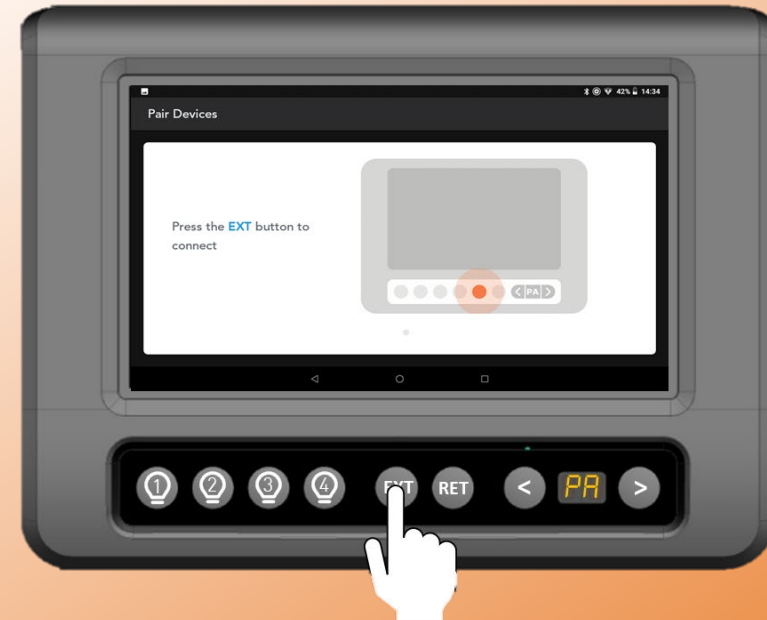 42% 14:34
Pair Devices
Press the EXT button to
connect
< PA >
1 2 3 4 EXT RET < PA >